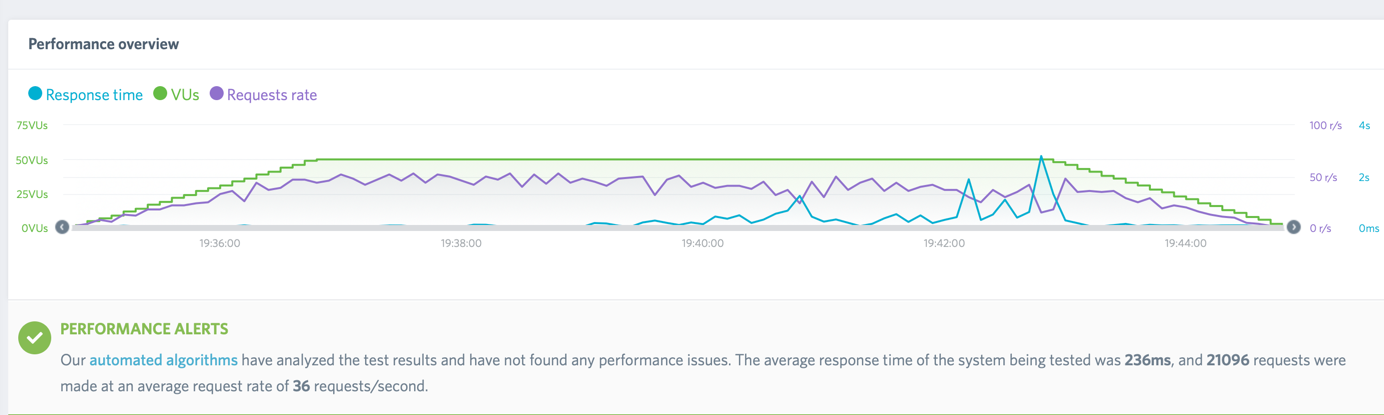 Performance overview
Response time VUs Requests rate
75VUs 100 r/s 4s
50VUs 50 r/s 2s
25VUs
0VUs 0 r/s 0ms
19:36:00 19:38:00 19:40:00 19:42:00 19:44:00
PERFORMANCE ALERTS
Our automated algorithms have analyzed the test results and have not found any performance issues. The average response time of the system being tested was 236ms, and 21096 requests were
made at an average request rate of 36 requests/second.